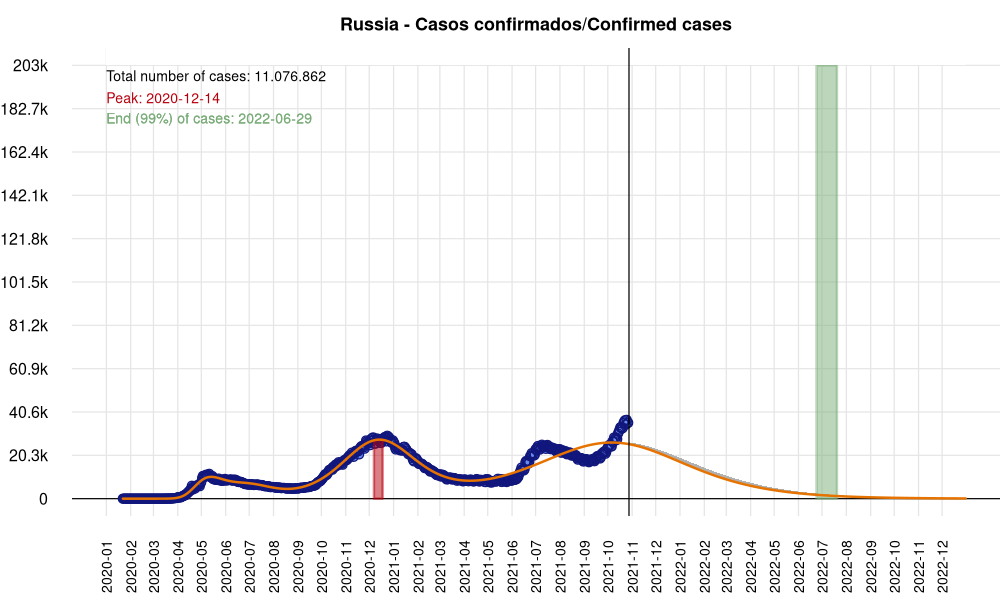 Russia - Casos confirmados/Confirmed cases
203k
Total number of cases: 11.076.862
Peak: 2020-12-14
182.7k
End (99%) of cases: 2022-06-29
162.4k
142.1k
121.8k
101.5k
81.2k
60.9k
40.6k
20.3k
0
2020-01
2020-02
2020-03
2020-04
2020-05
2020-06
2020-07
2020-08
2020-09
2020-10
2020-11
2020-12
2021-01
2021-02
2021-03
2021-04
2021-05
2021-06
2021-07
2021-08
2021-09
2021-10
2021-11
2021-12
2022-01
2022-02
2022-03
2022-04
2022-05
2022-06
2022-07
2022-08
2022-09
2022-10
2022-11
2022-12